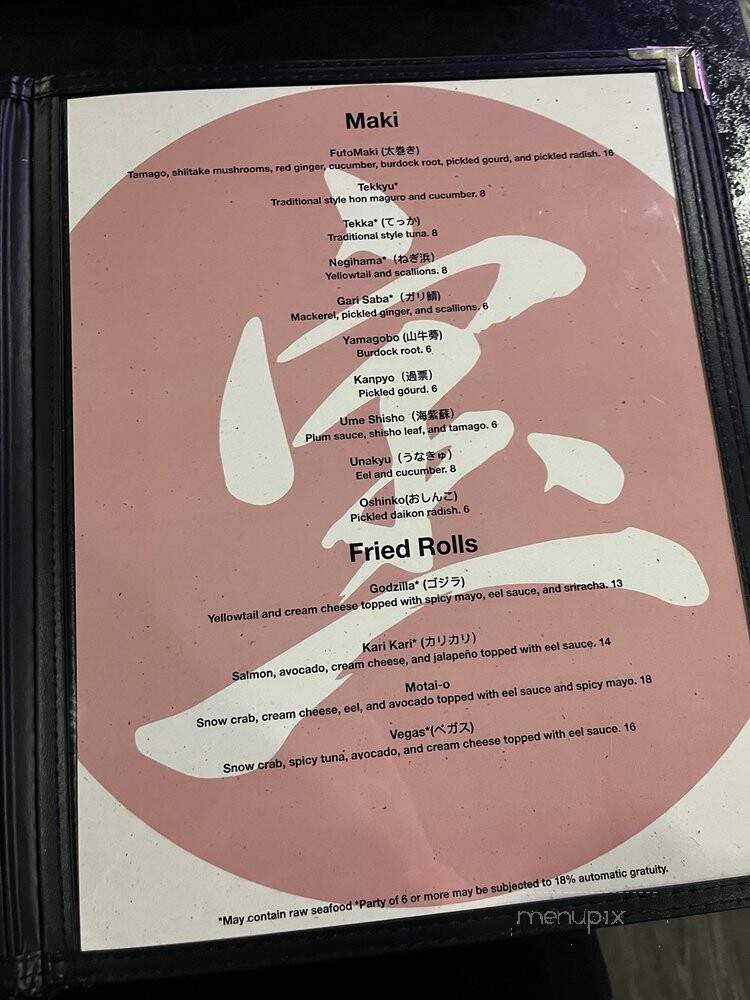 Maki
FutoMaki (太巻き)
Tamago, shiitake mushrooms, red ginger, cucumber, burdock root, pickled gourd, and pickled radish. 16
Tekkyu*
Traditional style hon maguro and cucumber. 8
Tekka* (てっか)
Traditional style tuna. 8
Negihama* (ねぎ浜)
Yellowtail and scallions. 8
Gari Saba* (ガリ鯖)
Mackerel, pickled ginger, and scallions. 6
Yamagobo (山牛蒡)
Burdock root. 6
Kanpyo (過票)
Pickled gourd. 6
Ume Shisho (海紫蘇)
Plum sauce, shisho leaf, and tamago. 6
Unakyu (うなきゅ)
Eel and cucumber. 8
Oshinko(おしんこ)
Pickled daikon radish. 6
Fried Rolls
Godzilla* (ゴジラ)
Yellowtail and cream cheese topped with spicy mayo, eel sauce, and sriracha. 13
Kari Kari* (カリカリ)
Salmon, avocado, cream cheese, and jalapeño topped with eel sauce. 14
Motai-o
Snow crab, cream cheese, eel, and avocado topped with eel sauce and spicy mayo. 18
Vegas*(ベガス)
Snow crab, spicy tuna, avocado, and cream cheese topped with eel sauce. 16
*May contain raw seafood *Party of 6 or more may be subjected to 18% automatic gratuity.
menupix